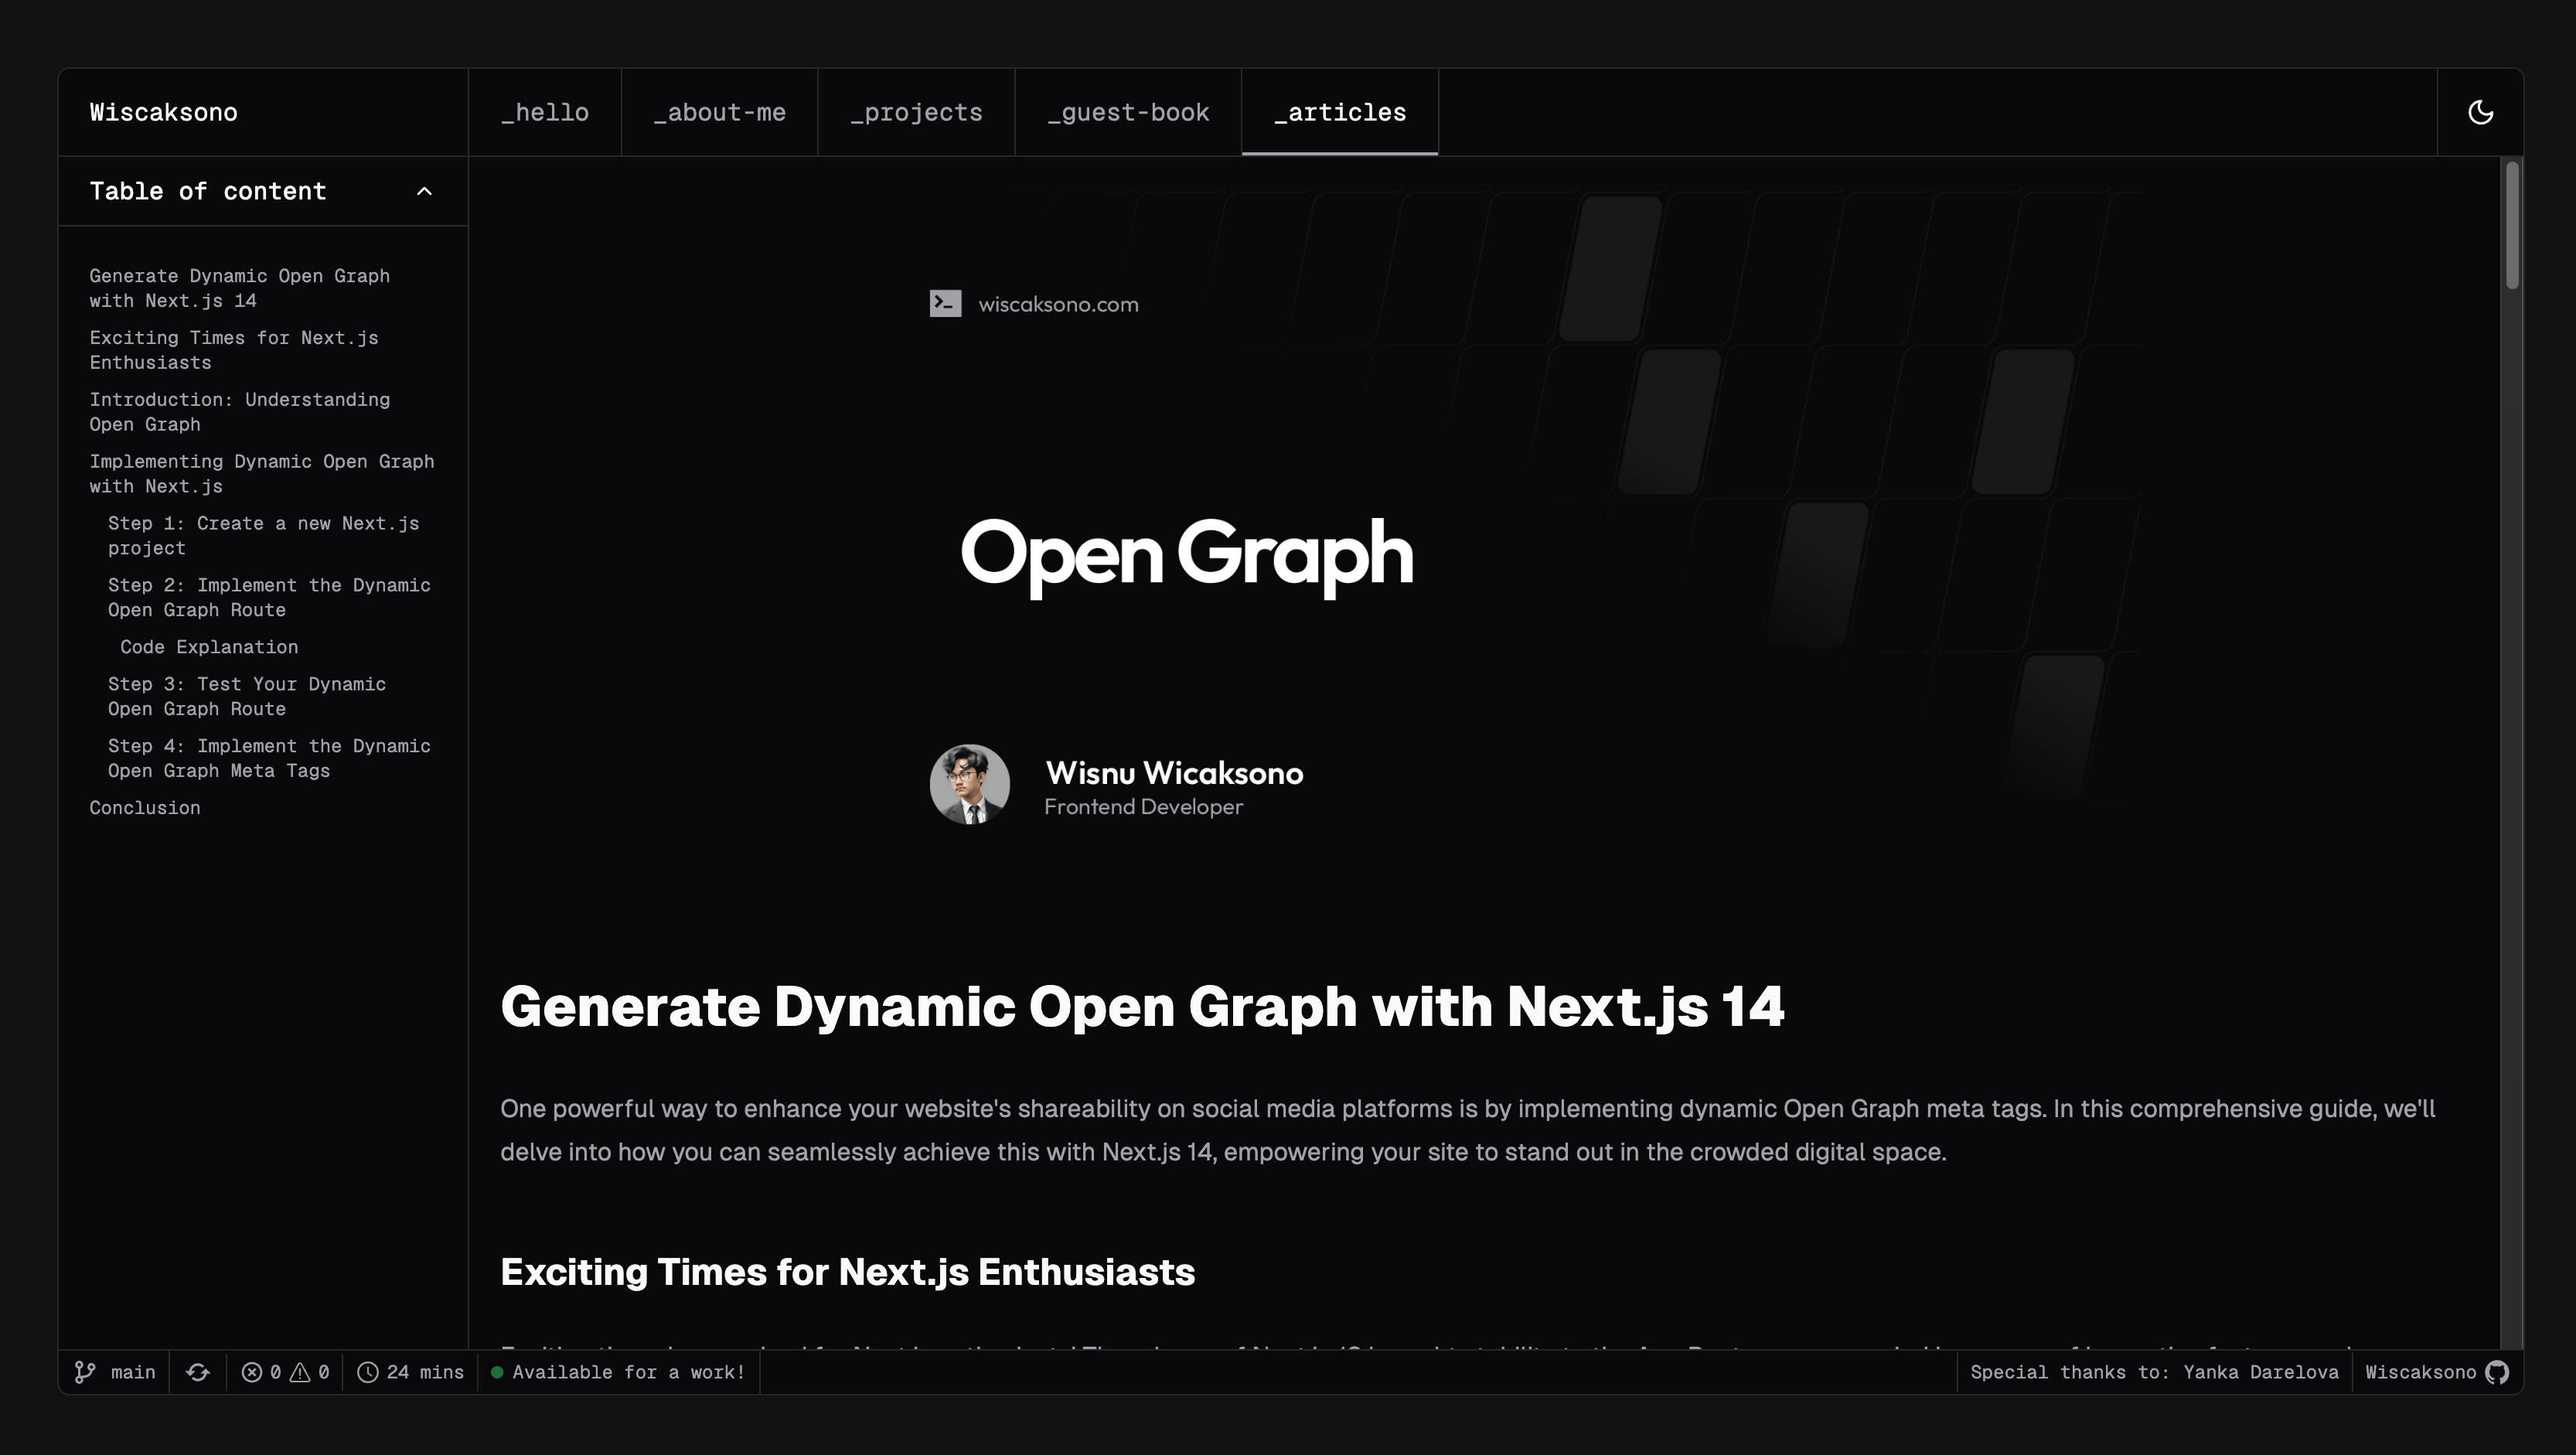 Wiscaksono
_hello
_about-me
_projects
_guest-book
_articles
Table of content
Generate Dynamic Open Graph
with Next.js 14
Exciting Times for Next.js
Enthusiasts
Introduction: Understanding
Open Graph
Implementing Dynamic Open Graph
with Next.js
Step 1: Create a new Next.js
project
Step 2: Implement the Dynamic
Open Graph Route
Code Explanation
Step 3: Test Your Dynamic
Open Graph Route
Step 4: Implement the Dynamic
Open Graph Meta Tags
Conclusion
wiscaksono.com
Open Graph
Wisnu Wicaksono
Frontend Developer
Generate Dynamic Open Graph with Next.js 14
One powerful way to enhance your website's shareability on social media platforms is by implementing dynamic Open Graph meta tags. In this comprehensive guide, we'll
delve into how you can seamlessly achieve this with Next.js 14, empowering your site to stand out in the crowded digital space.
Exciting Times for Next.js Enthusiasts
main
0
0
24 mins
Available for a work!
Special thanks to: Yanka Darelova
Wiscaksono